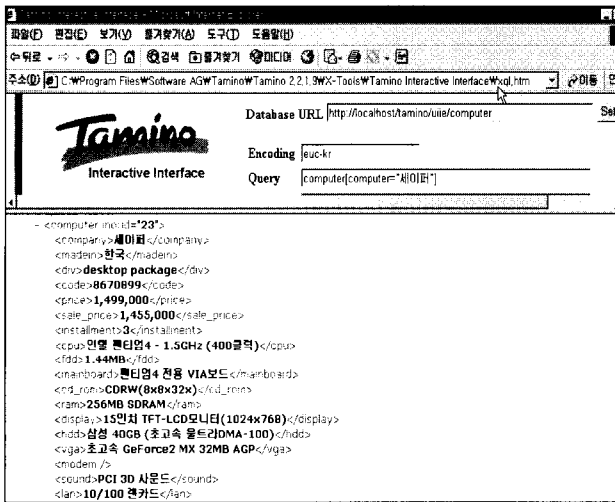 Tamino Interactive Interface - Microsoft Internet Explorer
파일(F) 편집(E) 보기(V) 즐겨찾기(A) 도구(T) 도움말(H)
뒤로 검색 즐겨찾기 미디어
주소(D) C:₩Program Files₩Software AG₩Tamino₩Tamino 2,2,1,9₩X-Tools₩Tamino Interactive Interface₩xql,htm 이동
Database URL http://localhost/tamino/uiie/computer
Encoding euc-kr
Tamino
Interactive Interface
Query computer[computer="세이퍼"]
- <computer ino:id="23">
<company>세이퍼</company>
<madein>한국</madein>
<div>desktop package</div>
<code>8670899</code>
<price>1,499,000</price>
<sale_price>1,455,000</sale_price>
<installment>3</installment>
<cpu>인텔 펜티엄4 - 1.5GHz (400클럭)</cpu>
<fdd>1.44MB</fdd>
<mainboard>펜티엄4 전용 VIA보드</mainboard>
<cd_rom>CDRW(8x8x32x)</cd_rom>
<ram>256MB SDRAM</ram>
<display>15인치 TFT-LCD모니터(1024x768)</display>
<hdd>삼성 40GB (초고속 울트라DMA-100)</hdd>
<vga>초고속 GeForce2 MX 32MB AGP</vga>
<modem />
<sound>PCI 3D 사운드</sound>
<lan>10/100 랜카드</lan>